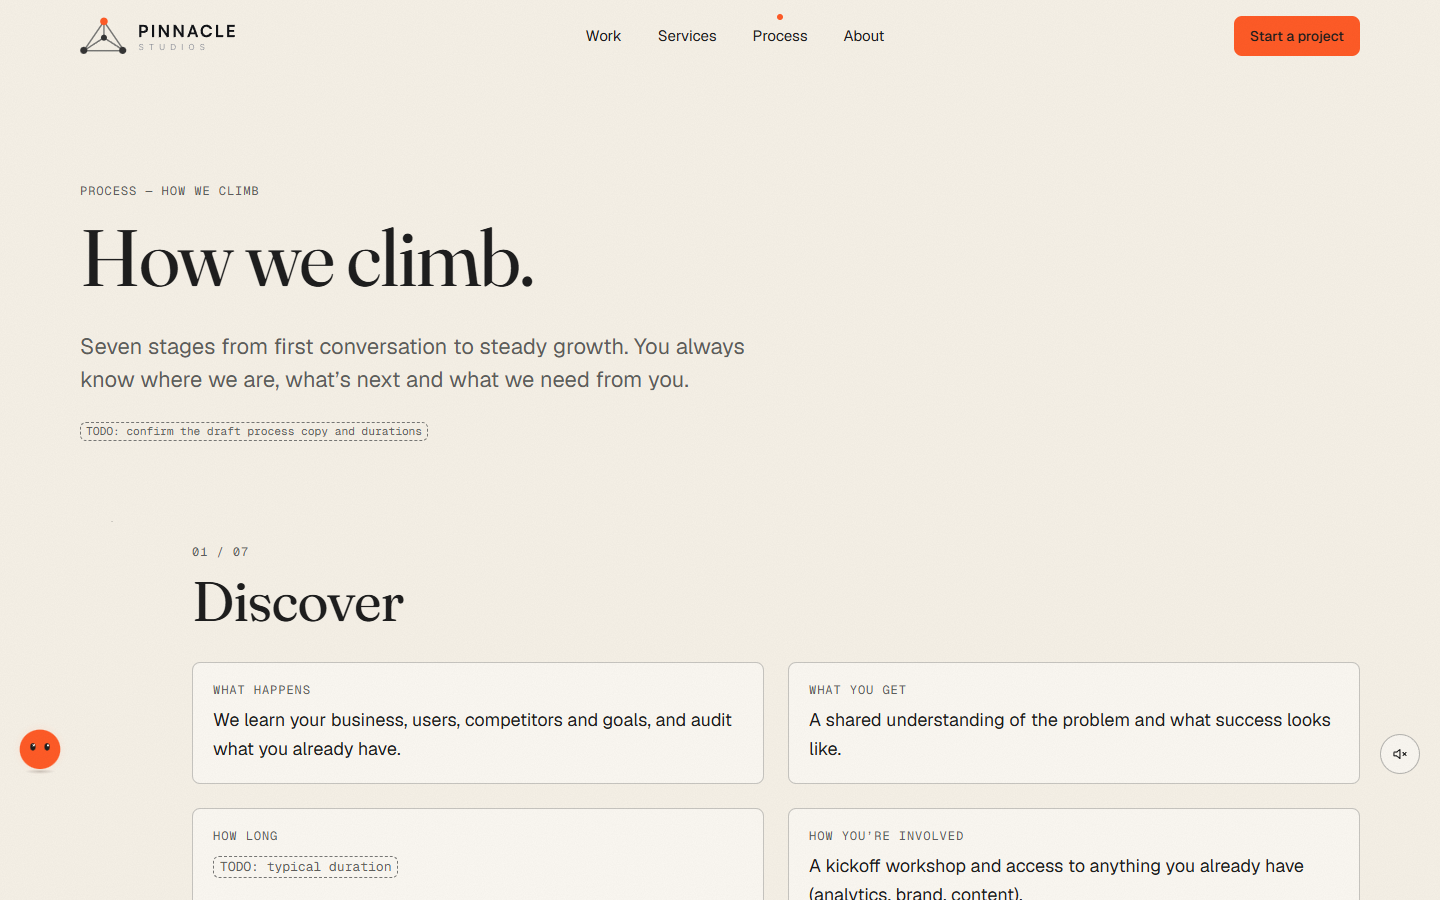 PINNACLE
STUDIOS
Work
Services
Process
About
Start a project
PROCESS — HOW WE CLIMB
How we climb.
Seven stages from first conversation to steady growth. You always
know where we are, what’s next and what we need from you.
TODO: confirm the draft process copy and durations
01 / 07
Discover
WHAT HAPPENS
We learn your business, users, competitors and goals, and audit
what you already have.
WHAT YOU GET
A shared understanding of the problem and what success looks
like.
HOW LONG
TODO: typical duration
HOW YOU’RE INVOLVED
A kickoff workshop and access to anything you already have
(analytics, brand, content).